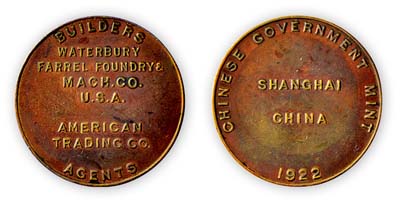 BUILDERS
WATERBURY
FARREL FOUNDRY &
MACH. CO.
U.S.A.
AMERICAN
TRADING CO.
AGENTS
CHINESE GOVERNMENT MINT
SHANGHAI
CHINA
1922